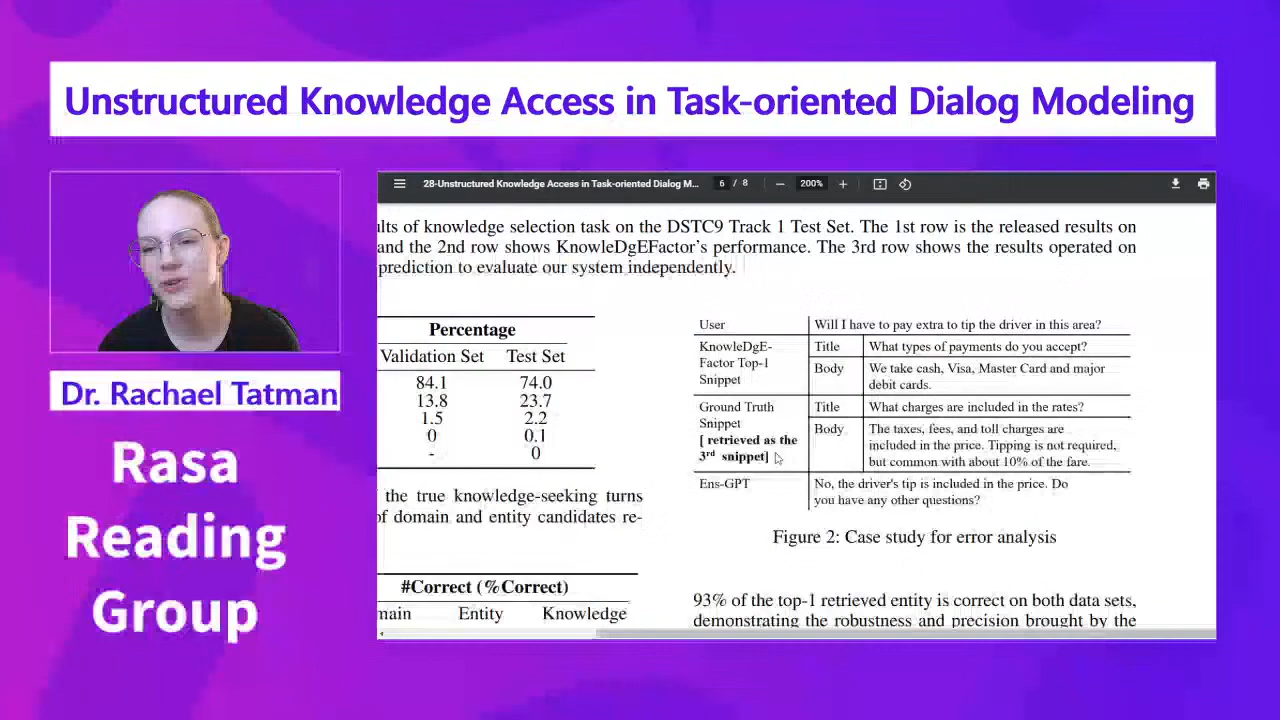 Unstructured Knowledge Access in Task-oriented Dialog Modeling
Dr. Rachael Tatman
Rasa
Reading
Group
28-Unstructured Knowledge Access in Task-oriented Dialog M...
6 / 8
200%
of knowledge selection task on the DSTC9 Track 1 Test Set. The 1st row is the released results on
and the 2nd row shows KnowleDgEFactor's performance. The 3rd row shows the results operated on
prediction to evaluate our system independently.
Percentage
Validation Set Test Set
84.1 74.0
13.8 23.7
1.5 2.2
0 0.1
- 0
the true knowledge-seeking turns
of domain and entity candidates re-
#Correct (%Correct)
Entity Knowledge
User Will I have to pay extra to tip the driver in this area?
KnowleDgE- Title What types of payments do you accept?
Factor Top-1 Body We take cash, Visa, Master Card and major
Snippet debit cards.
Ground Truth Title What charges are included in the rates?
Snippet Body The taxes, fees, and toll charges are
[ retrieved as the included in the price. Tipping is not required,
3rd snippet] but common with about 10% of the fare.
Ens-GPT No, the driver's tip is included in the price. Do
you have any other questions?
Figure 2: Case study for error analysis
93% of the top-1 retrieved entity is correct on both data sets,
demonstrating the robustness and precision brought by the